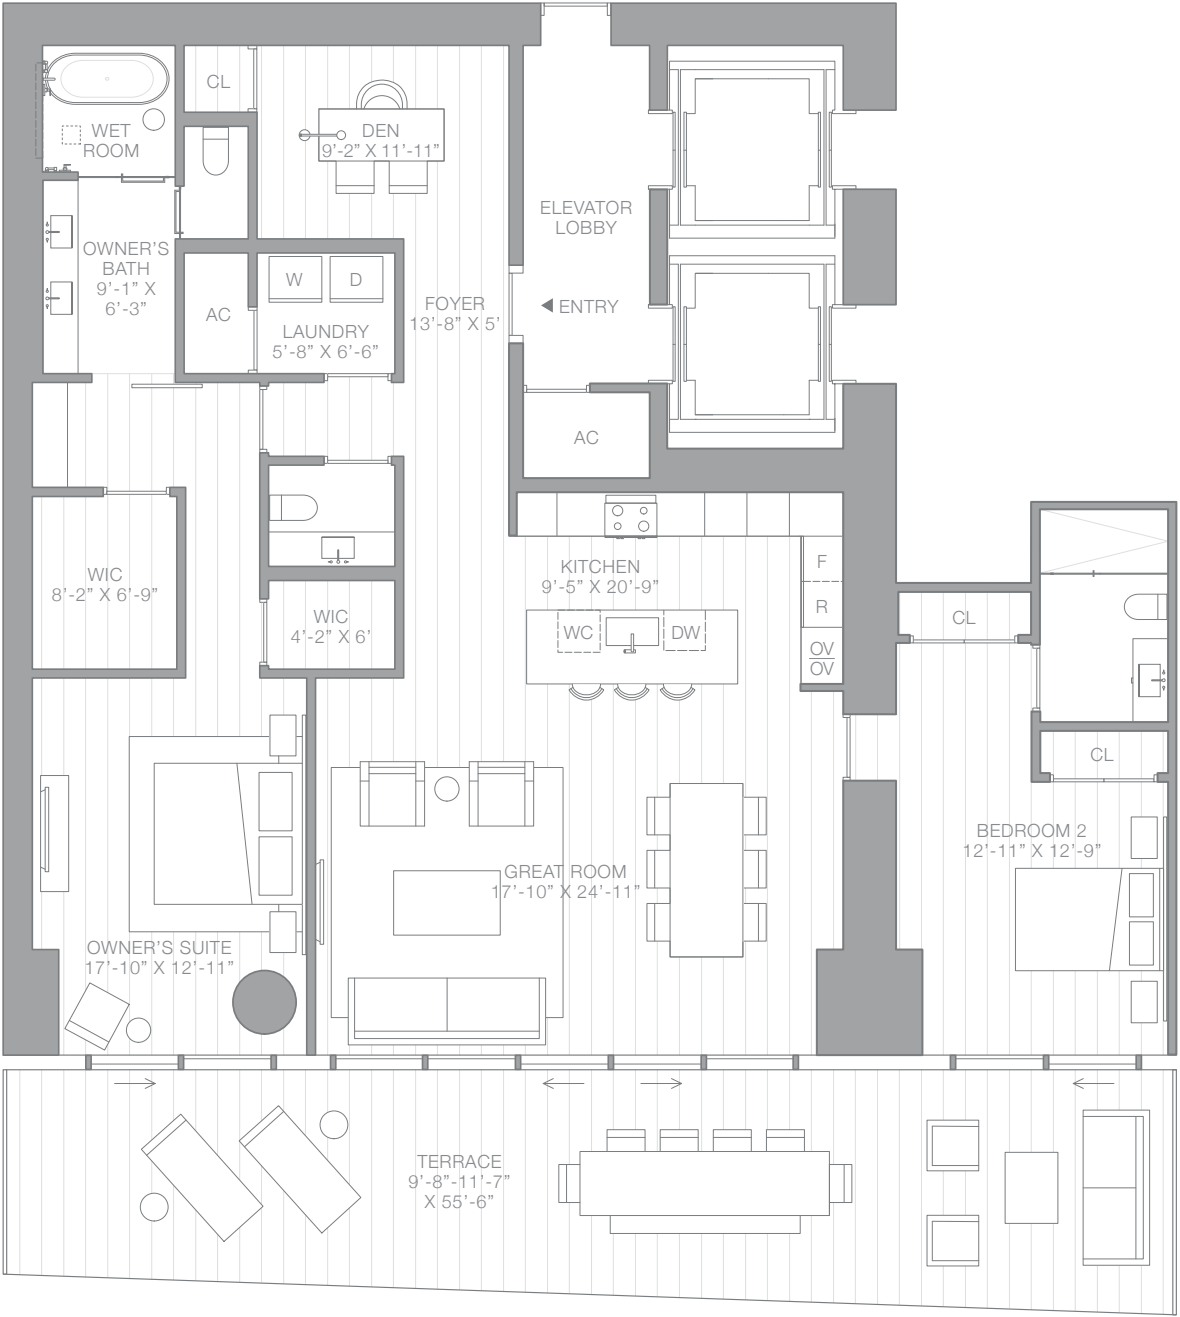 CL
WET
ROOM
DEN
9'-2" X 11'-11"
ELEVATOR
LOBBY
OWNER'S
BATH
9'-1" X
6'-3"
W
D
AC
LAUNDRY
5'-8" X 6'-6"
FOYER
13'-8" X 5'
ENTRY
AC
KITCHEN
9'-5" X 20'-9"
F
R
OV
OV
WC
DW
WIC
8'-2" X 6'-9"
WIC
4'-2" X 6'
CL
CL
BEDROOM 2
12'-11" X 12'-9"
GREAT ROOM
17'-10" X 24'-11"
OWNER'S SUITE
17'-10" X 12'-11"
TERRACE
9'-8"-11'-7"
X 55'-6"